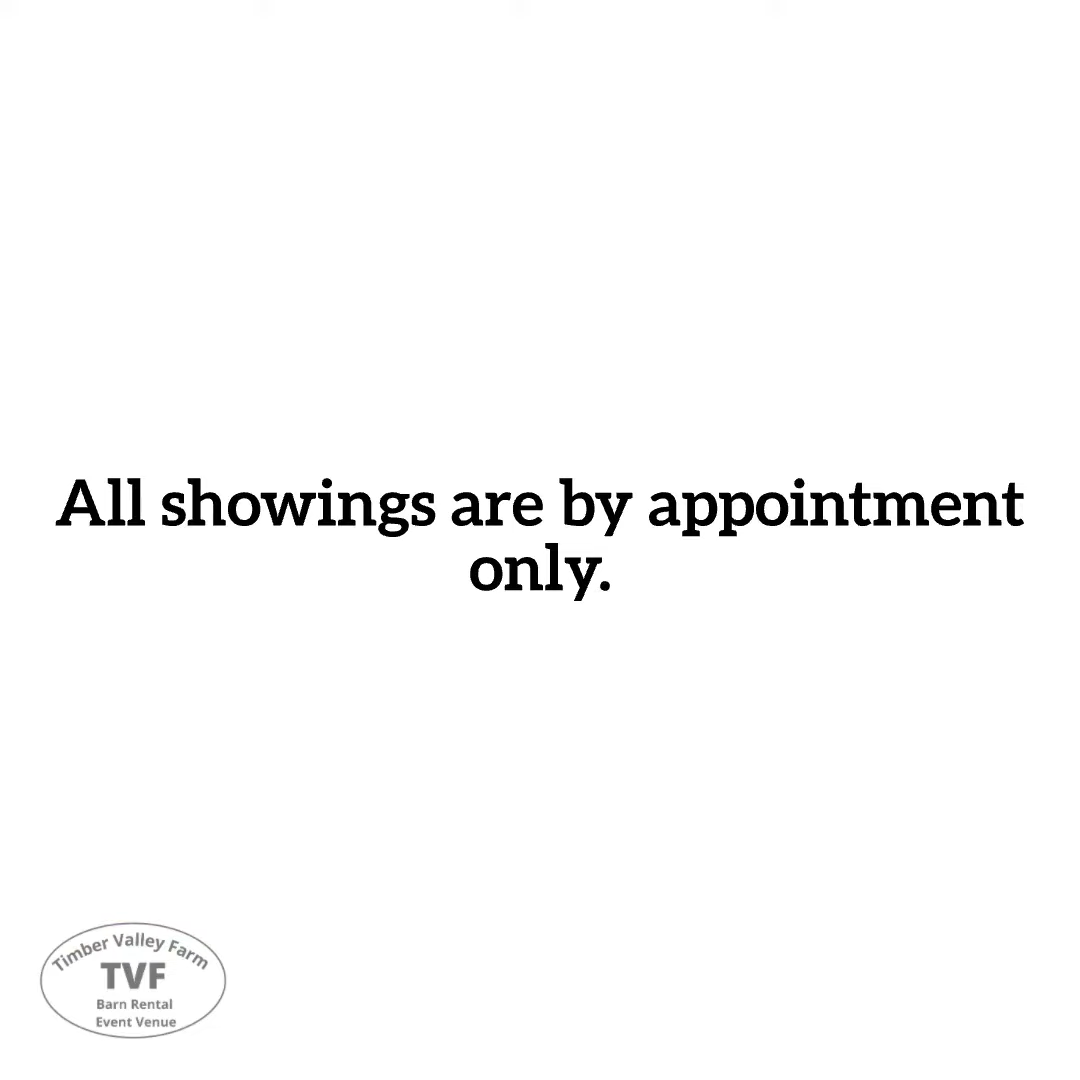 All showings are by appointment
only.
Timber Valley Farm
TVF
Barn Rental
Event Venue